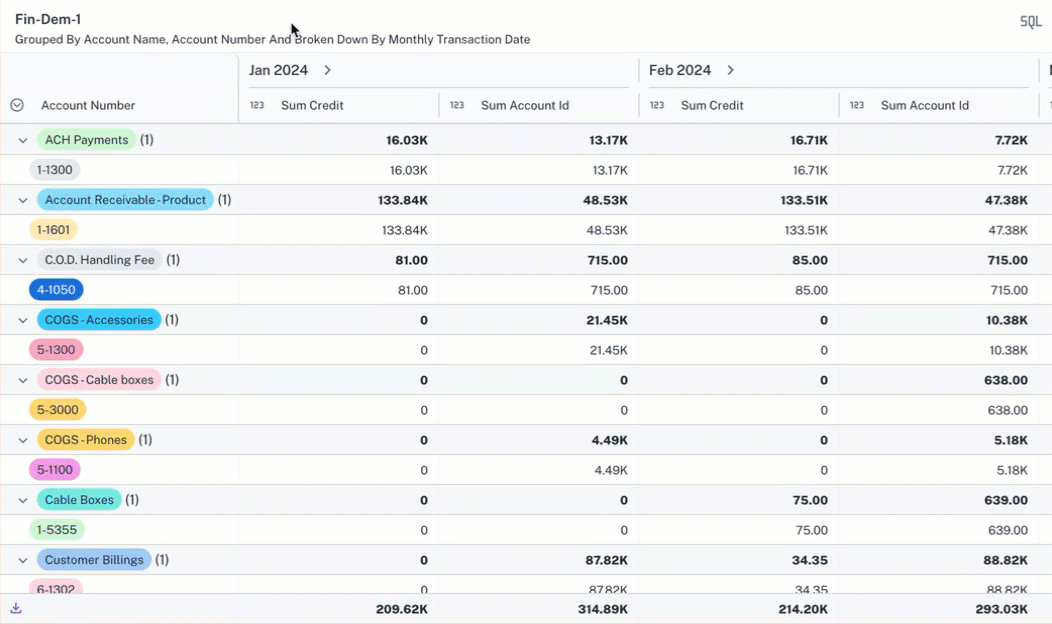 Fin-Dem-1
SQL
Grouped By Account Name, Account Number And Broken Down By Monthly Transaction Date
Jan 2024 Feb 2024
Account Number 123 Sum Credit 123 Sum Account Id 123 Sum Credit 123 Sum Account Id
ACH Payments (1) 16.03K 13.17K 16.71K 7.72K
1-1300 16.03K 13.17K 16.71K 7.72K
Account Receivable-Product (1) 133.84K 48.53K 133.51K 47.38K
1-1601 133.84K 48.53K 133.51K 47.38K
C.O.D. Handling Fee (1) 81.00 715.00 85.00 715.00
4-1050 81.00 715.00 85.00 715.00
COGS-Accessories (1) 0 21.45K 0 10.38K
5-1300 0 21.45K 0 10.38K
COGS-Cable boxes (1) 0 0 0 638.00
5-3000 0 0 0 638.00
COGS-Phones (1) 0 4.49K 0 5.18K
5-1100 0 4.49K 0 5.18K
Cable Boxes (1) 0 0 75.00 639.00
1-5355 0 0 75.00 639.00
Customer Billings (1) 0 87.82K 34.35 88.82K
6-1302 0 87.82K 34.35 88.82K
209.62K 314.89K 214.20K 293.03K